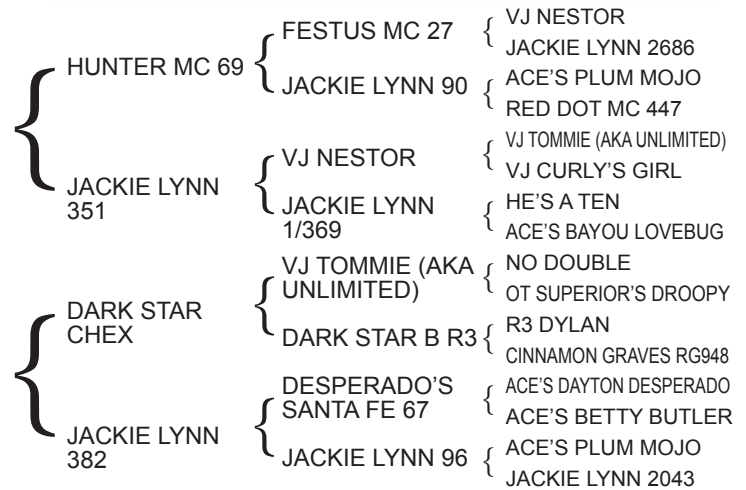 HUNTER MC 69
JACKIE LYNN
351
DARK STAR
CHEX
JACKIE LYNN
382
FESTUS MC 27
JACKIE LYNN 90
VJ NESTOR
JACKIE LYNN
1/369
VJ TOMMIE (AKA
UNLIMITED)
DARK STAR B R3
DESPERADO'S
SANTA FE 67
JACKIE LYNN 96
VJ NESTOR
JACKIE LYNN 2686
ACE'S PLUM MOJO
RED DOT MC 447
VJ TOMMIE (AKA UNLIMITED)
VJ CURLY'S GIRL
HE'S A TEN
ACE'S BAYOU LOVEBUG
NO DOUBLE
OT SUPERIOR'S DROOPY
R3 DYLAN
CINNAMON GRAVES RG948
ACE'S DAYTON DESPERADO
ACE'S BETTY BUTLER
ACE'S PLUM MOJO
JACKIE LYNN 2043